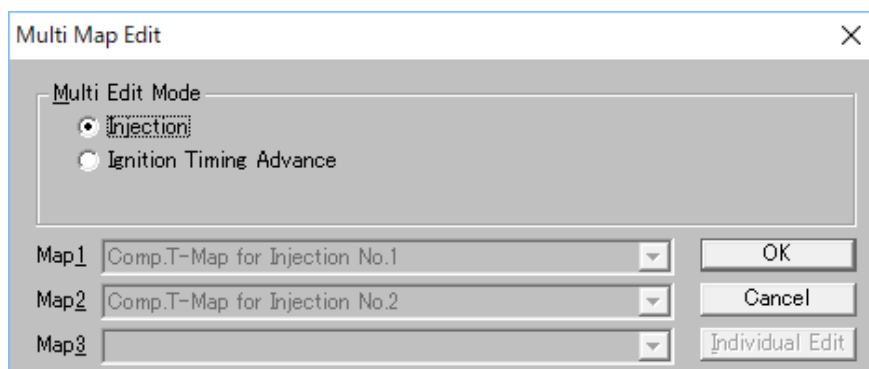 Multi Map Edit
Multi Edit Mode
Injection
Ignition Timing Advance
Map1 Comp.T-Map for Injection No.1 OK
Map2 Comp.T-Map for Injection No.2 Cancel
Map3 Individual Edit